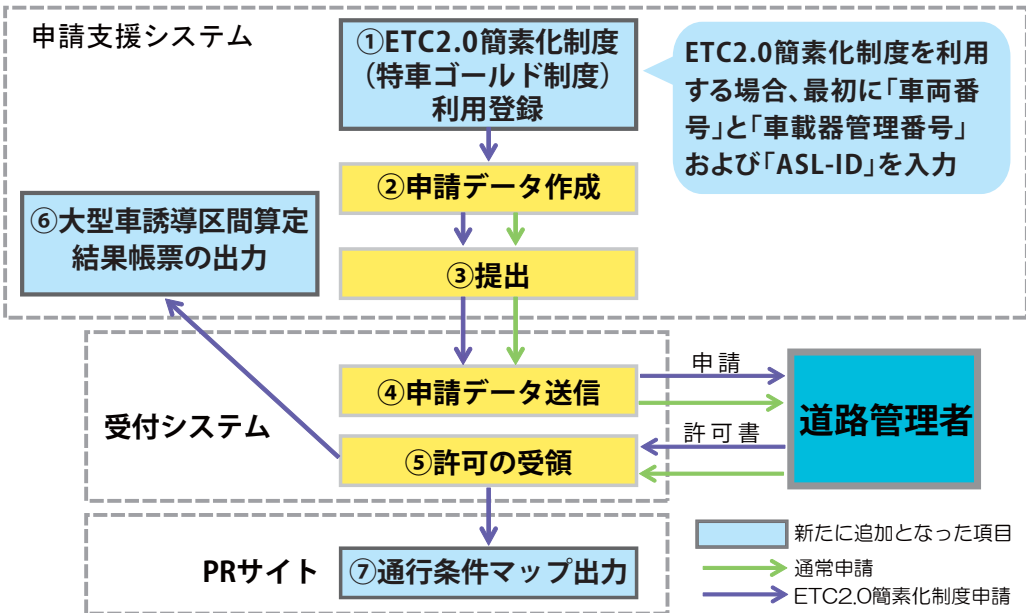 申請支援システム
①ETC2.0簡素化制度
（特車ゴールド制度）
利用登録
ETC2.0簡素化制度を利用
する場合、最初に「車両番
号」と「車載器管理番号」
および「ASL-ID」を入力
②申請データ作成
⑥大型車誘導区間算定
結果帳票の出力
③提出
受付システム
④申請データ送信
申請
道路管理者
許可書
⑤許可の受領
PRサイト
⑦通行条件マップ出力
新たに追加となった項目
通常申請
ETC2.0簡素化制度申請